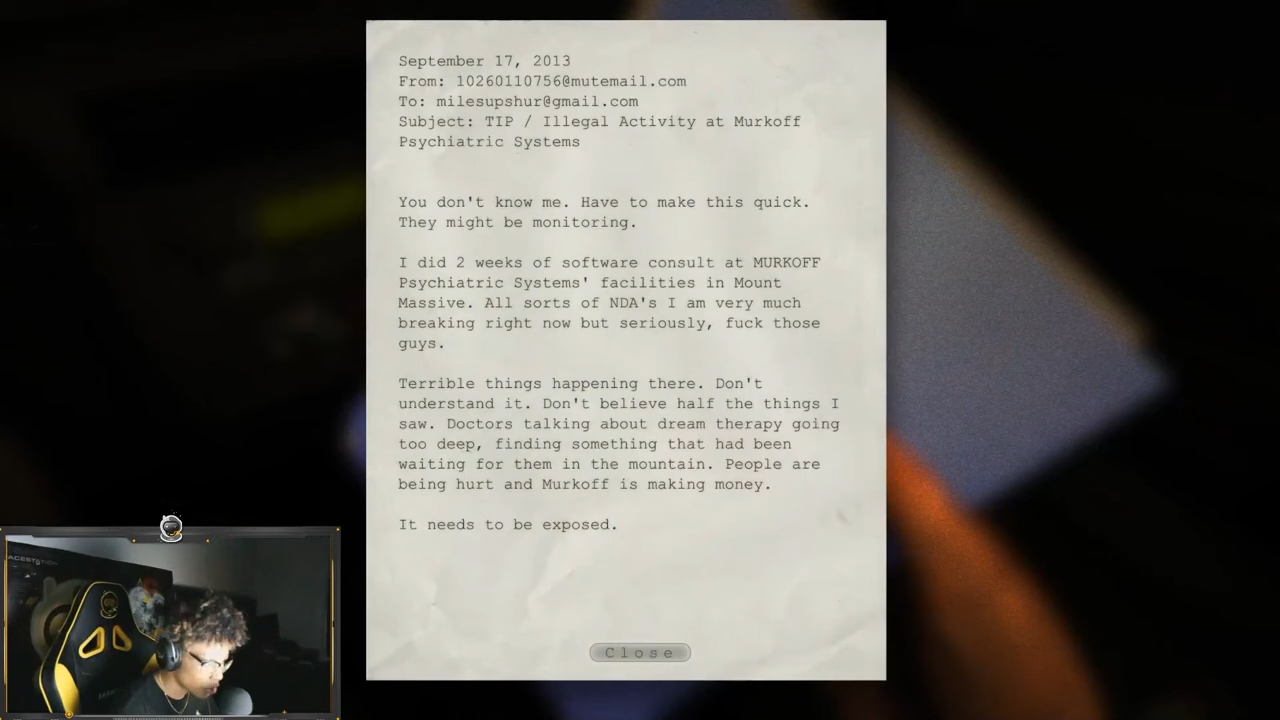 September 17, 2013
From: 10260110756@mutemail.com
To: milesupshur@gmail.com
Subject: TIP / Illegal Activity at Murkoff
Psychiatric Systems
You don't know me. Have to make this quick.
They might be monitoring.
I did 2 weeks of software consult at MURKOFF
Psychiatric Systems' facilities in Mount
Massive. All sorts of NDA's I am very much
breaking right now but seriously, fuck those
guys.
Terrible things happening there. Don't
understand it. Don't believe half the things I
saw. Doctors talking about dream therapy going
too deep, finding something that had been
waiting for them in the mountain. People are
being hurt and Murkoff is making money.
It needs to be exposed.
Close